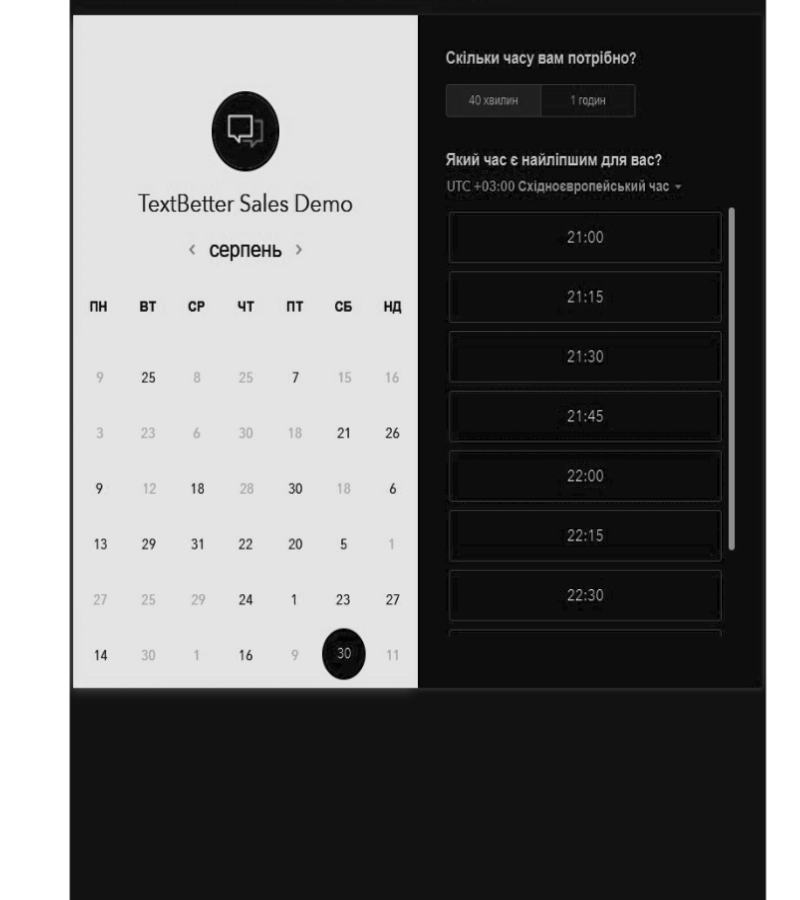 TextBetter Sales Demo
‹ серпень ›
ПН ВТ СР ЧТ ПТ СБ НД
9 25 8 25 7 15 16
3 23 6 30 18 21 26
9 12 18 28 30 18 6
13 29 31 22 20 5 1
27 25 29 24 1 23 27
14 30 1 16 9 30 11
Скільки часу вам потрібно?
40 хвилин 1 годин
Який час є найліпшим для вас?
UTC +03:00 Східноєвропейський час
21:00
21:15
21:30
21:45
22:00
22:15
22:30